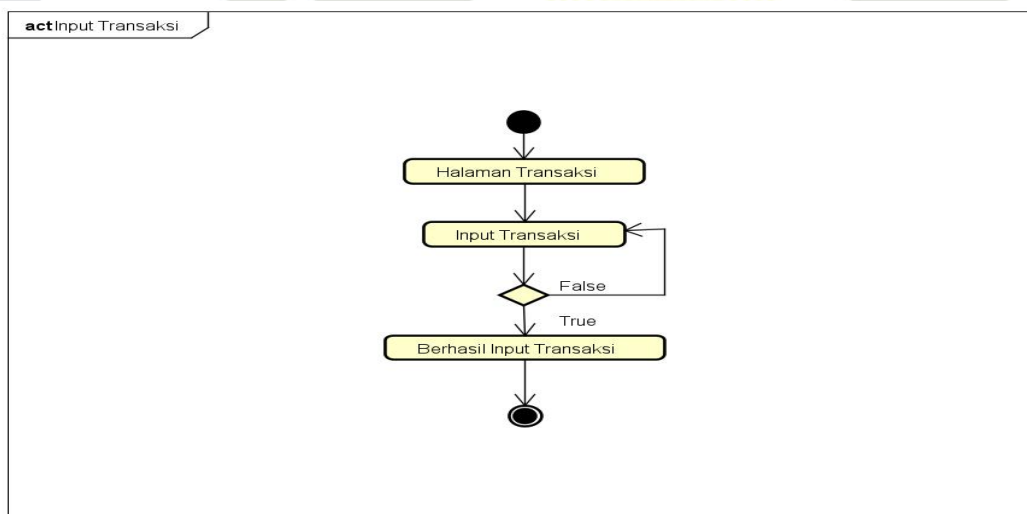 act Input Transaksi
Halaman Transaksi
Input Transaksi
False
True
Berhasil Input Transaksi